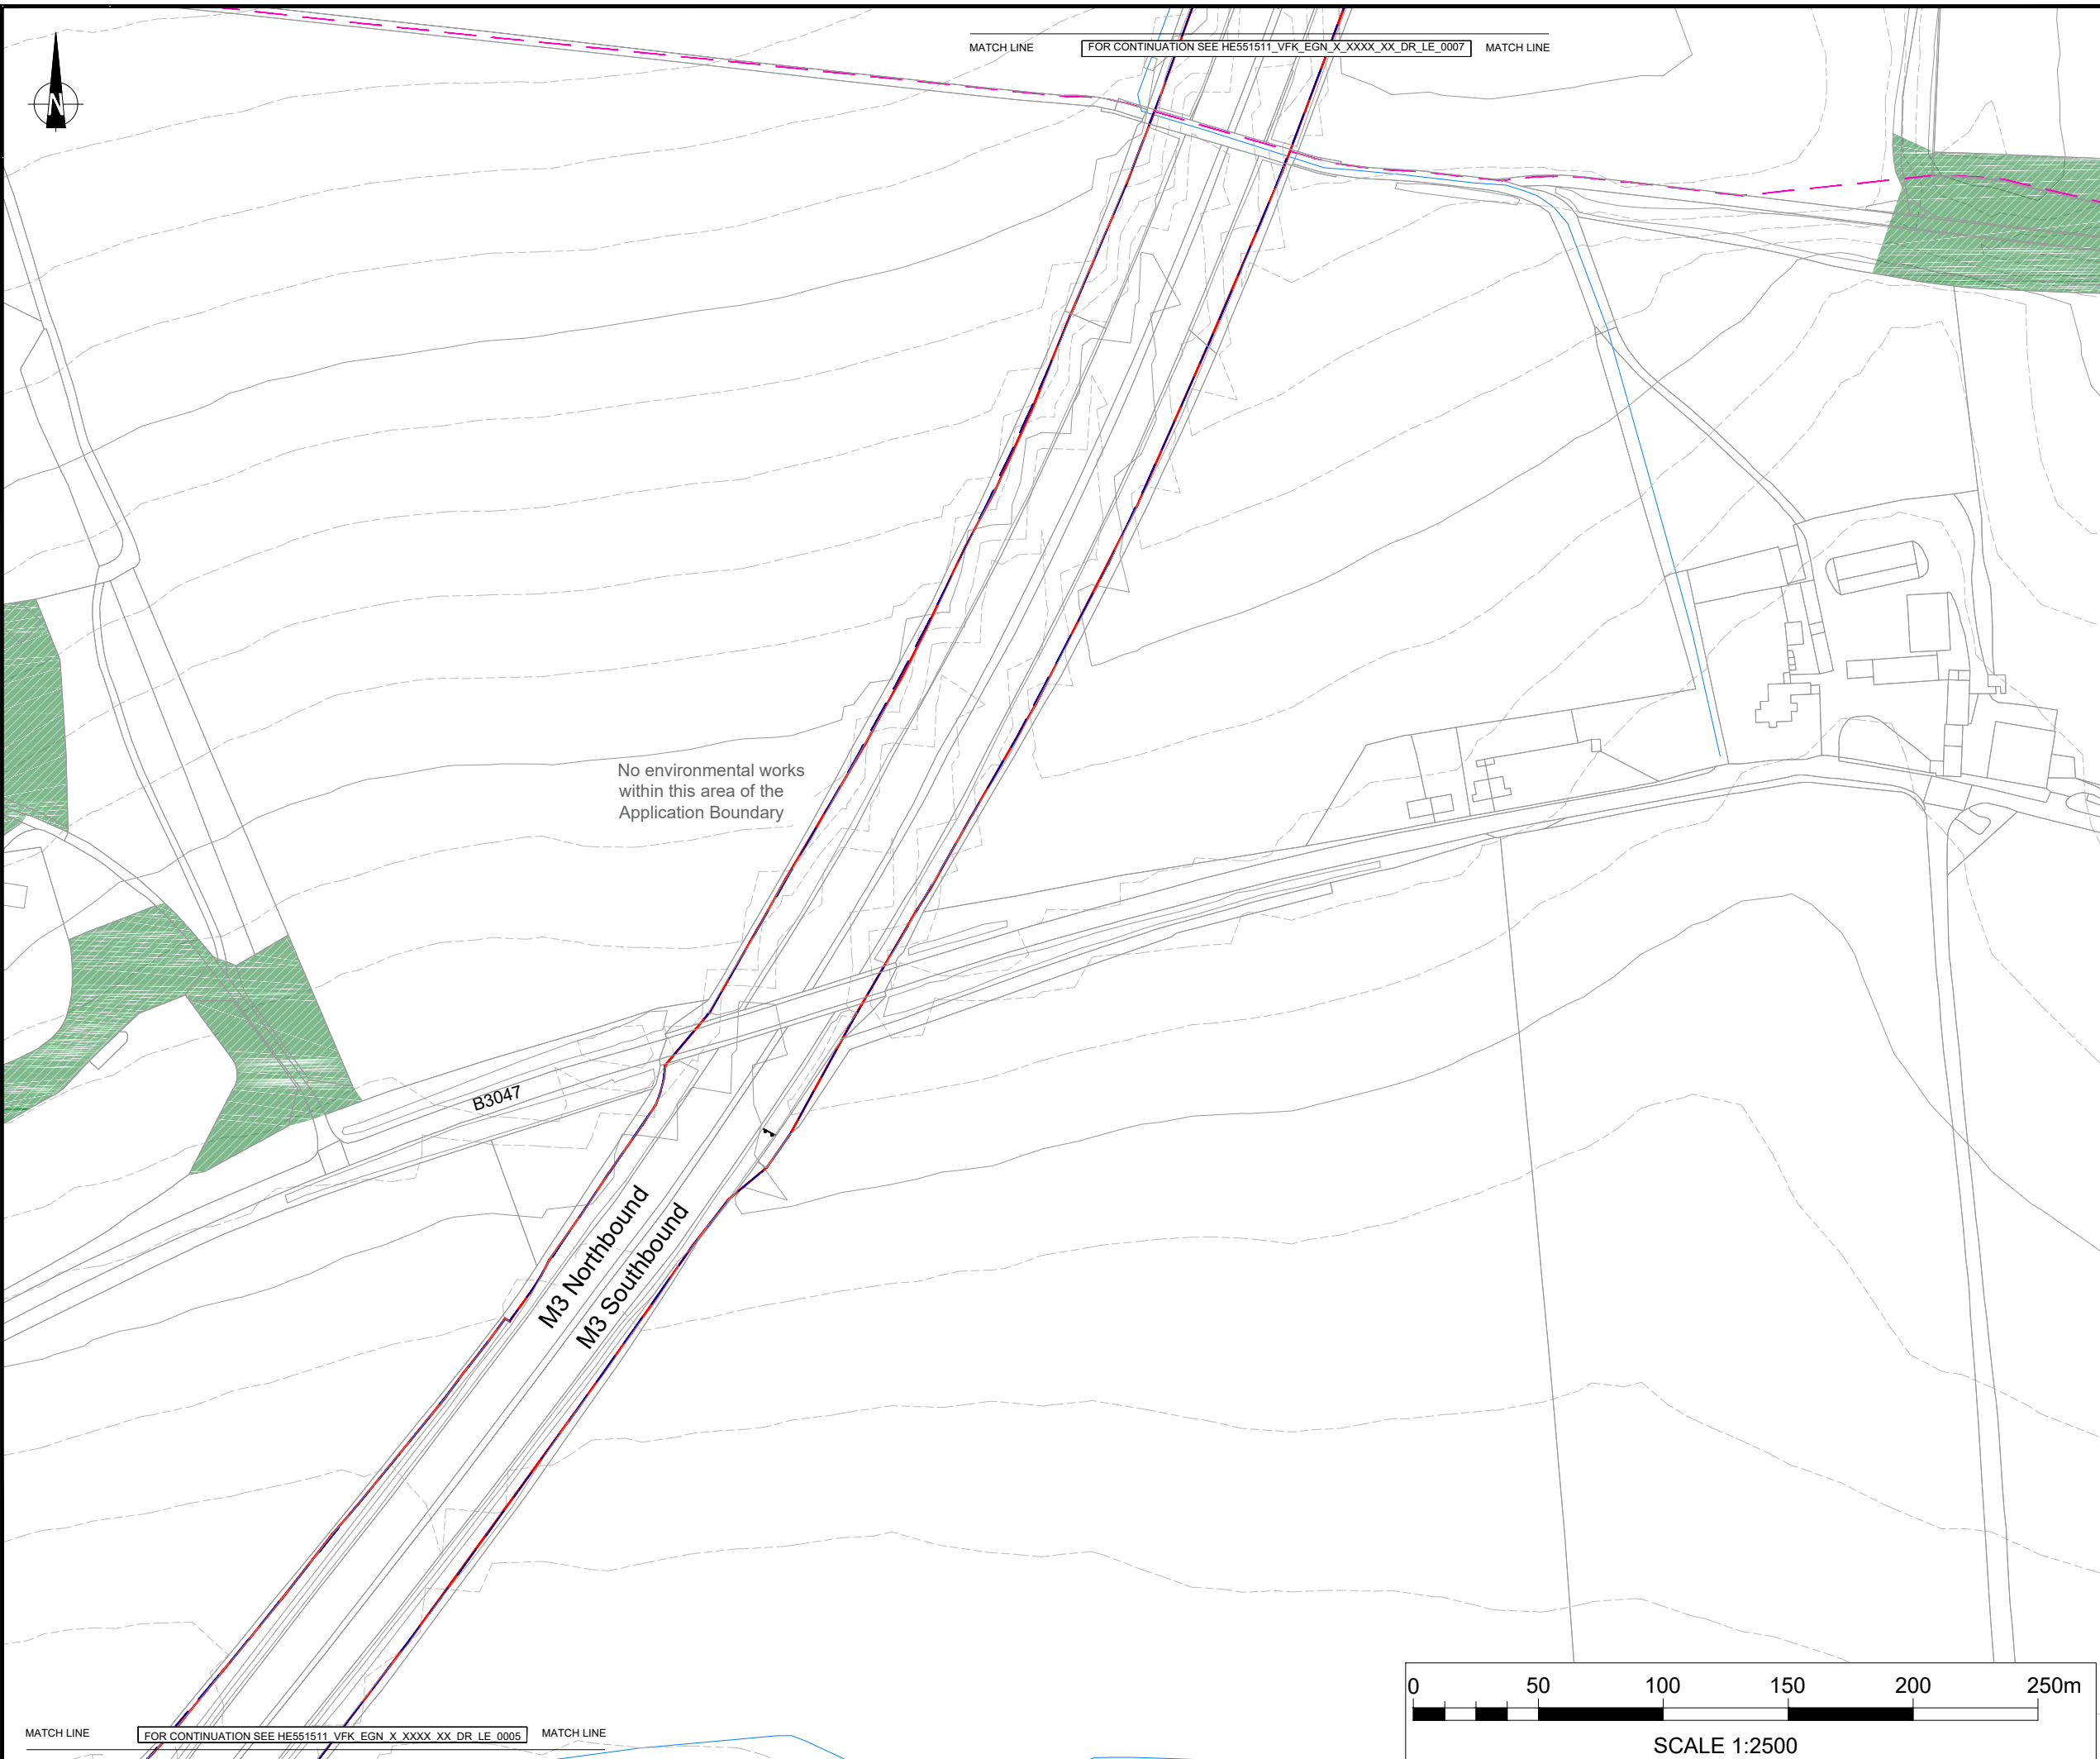 MATCH LINE
FOR CONTINUATION SEE HE551511_VFK_EGN_X_XXXX_XX_DR_LE_0007
MATCH LINE
N
No environmental works
within this area of the
Application Boundary
B3047
M3 Northbound
M3 Southbound
MATCH LINE
FOR CONTINUATION SEE HE551511_VFK_EGN_X_XXXX_XX_DR_LE_0005
MATCH LINE
0 50 100 150 200 250m
SCALE 1:2500